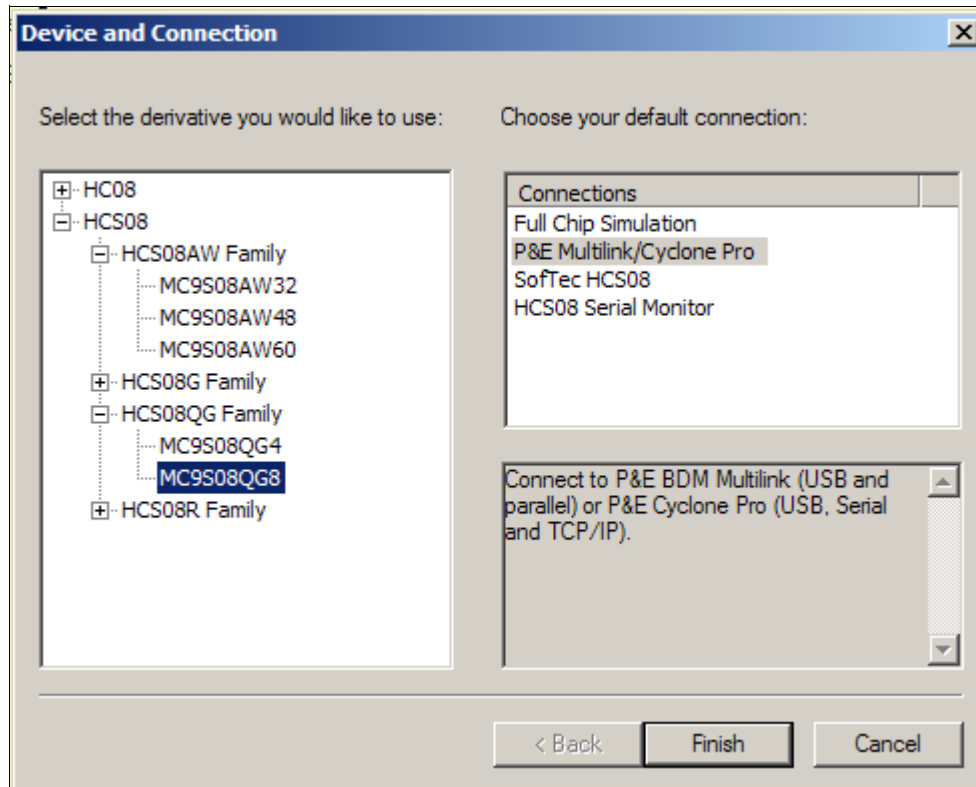 Device and Connection
Select the derivative you would like to use:
HC08
HCS08
HCS08AW Family
MC9S08AW32
MC9S08AW48
MC9S08AW60
HCS08G Family
HCS08QG Family
MC9S08QG4
MC9S08QG8
HCS08R Family
Choose your default connection:
Connections
Full Chip Simulation
P&E Multilink/Cyclone Pro
SofTec HCS08
HCS08 Serial Monitor
Connect to P&E BDM Multilink (USB and
parallel) or P&E Cyclone Pro (USB, Serial
and TCP/IP).
< Back
Finish
Cancel